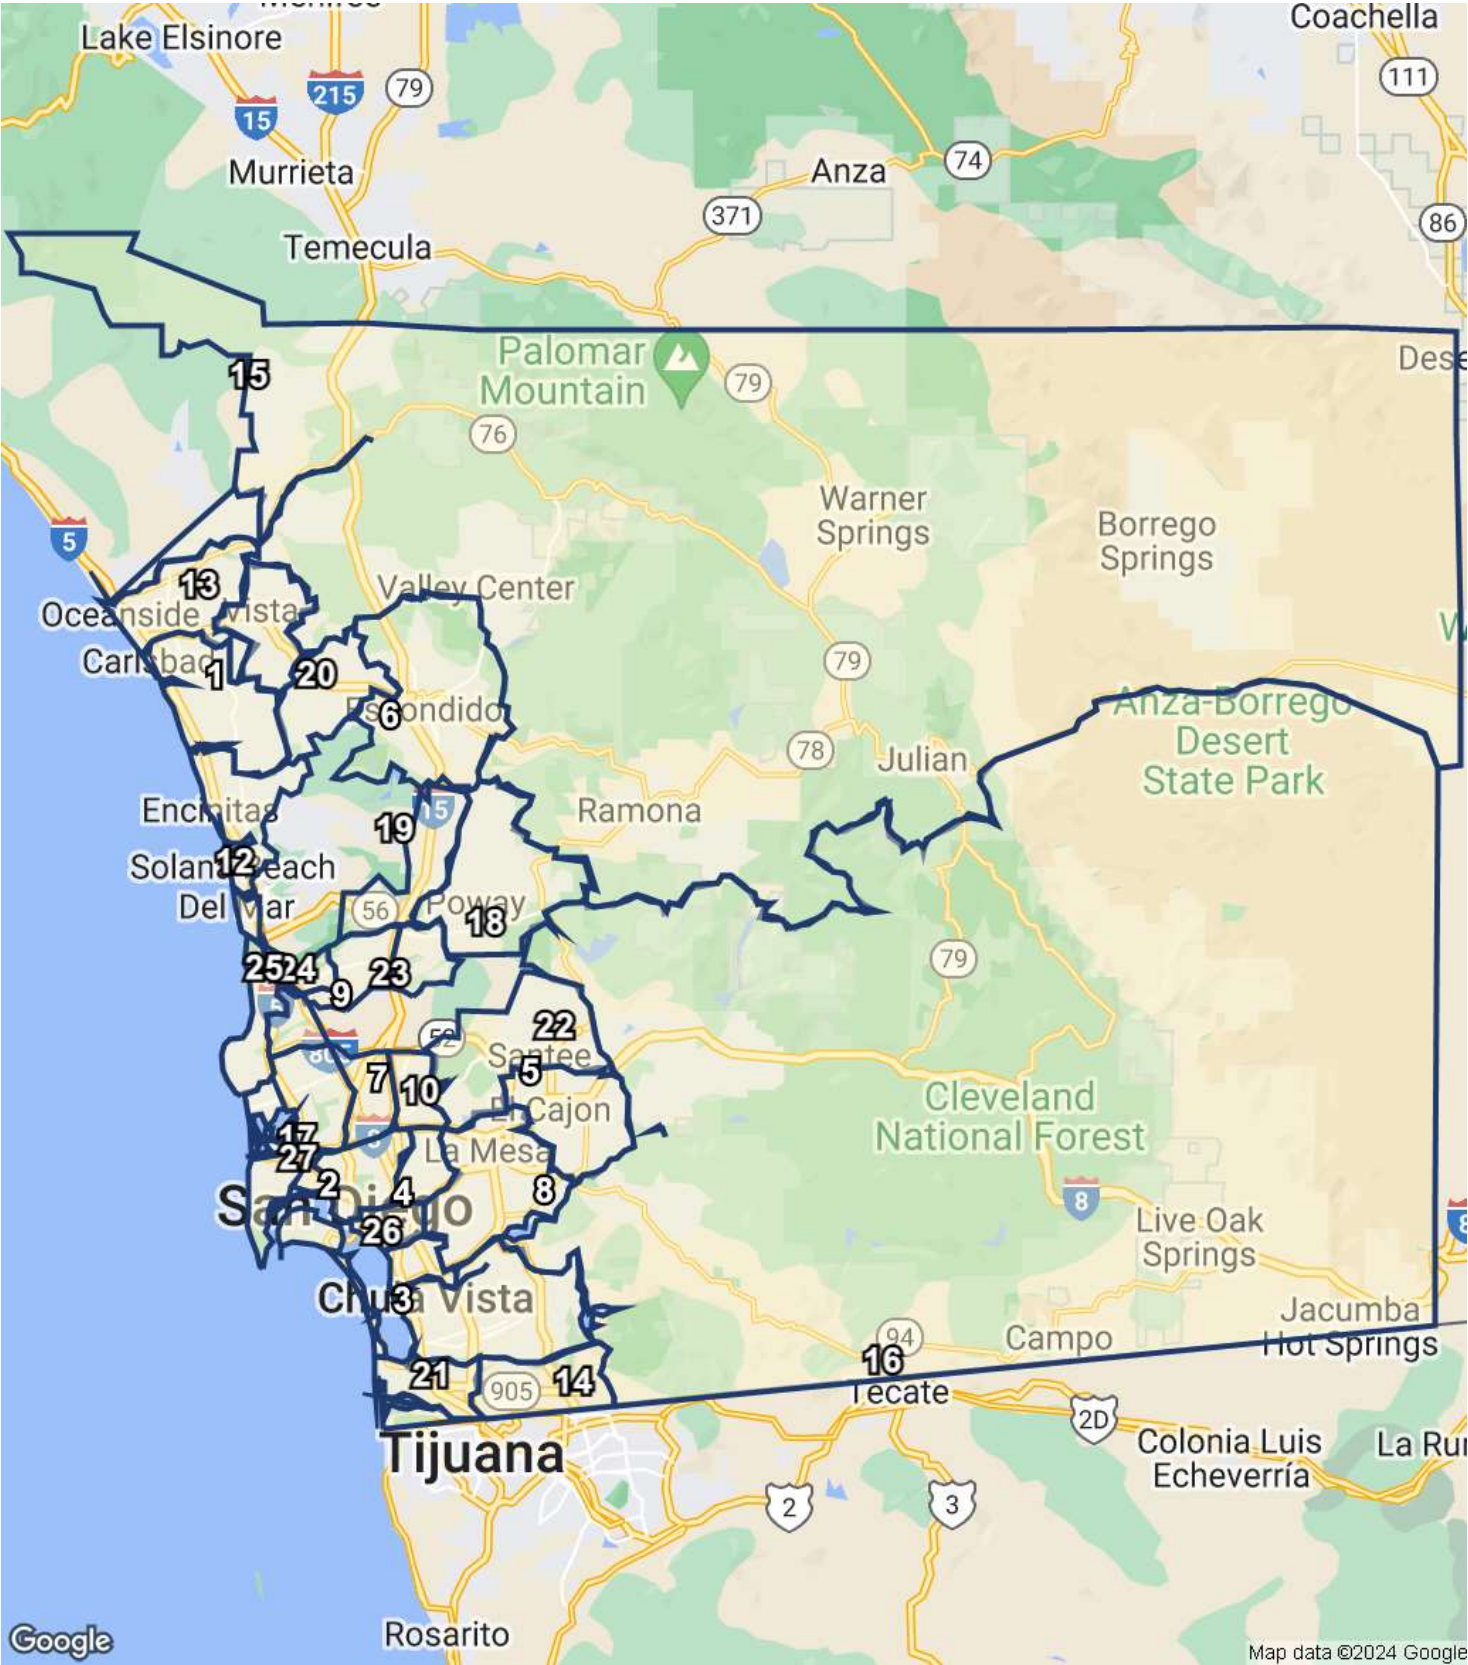 Lake Elsinore
Coachella
111
215
79
15
Murrieta
Anza
74
371
86
Temecula
Palomar
Mountain
79
15
76
Warner
Springs
Borrego
Springs
5
13
Valley Center
Oceanside
Vista
Carlsbad
1
20
79
6
Escondido
Anza-Borrego
Desert
State Park
78
Julian
Encinitas
15
Ramona
19
12
Solana Beach
Del Mar
56
Poway
18
25
24
23
9
5
79
22
52
805
Santee
5
7
10
El Cajon
Cleveland
National Forest
17
8
La Mesa
27
2
4
8
San Diego
26
8
Live Oak
Springs
8
3
Chula Vista
Jacumba
Hot Springs
94
Campo
16
21
905
14
Tecate
2D
Tijuana
Colonia Luis
Echeverría
2
3
Rosarito
Google
Map data ©2024 Google